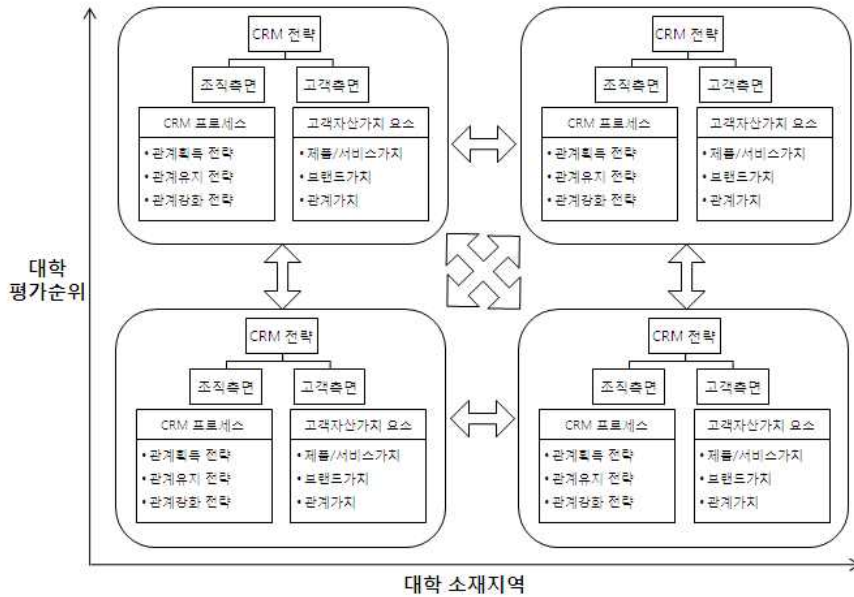 CRM 전략
조직측면
고객측면
CRM 프로세스
• 관계획득 전략
• 관계유지 전략
• 관계강화 전략
고객자산가치 요소
• 제품/서비스가치
• 브랜드가치
• 관계가치
CRM 전략
조직측면
고객측면
CRM 프로세스
• 관계획득 전략
• 관계유지 전략
• 관계강화 전략
고객자산가치 요소
• 제품/서비스가치
• 브랜드가치
• 관계가치
대학
평가순위
CRM 전략
조직측면
고객측면
CRM 프로세스
• 관계획득 전략
• 관계유지 전략
• 관계강화 전략
고객자산가치 요소
• 제품/서비스가치
• 브랜드가치
• 관계가치
CRM 전략
조직측면
고객측면
CRM 프로세스
• 관계획득 전략
• 관계유지 전략
• 관계강화 전략
고객자산가치 요소
• 제품/서비스가치
• 브랜드가치
• 관계가치
대학 소재지역